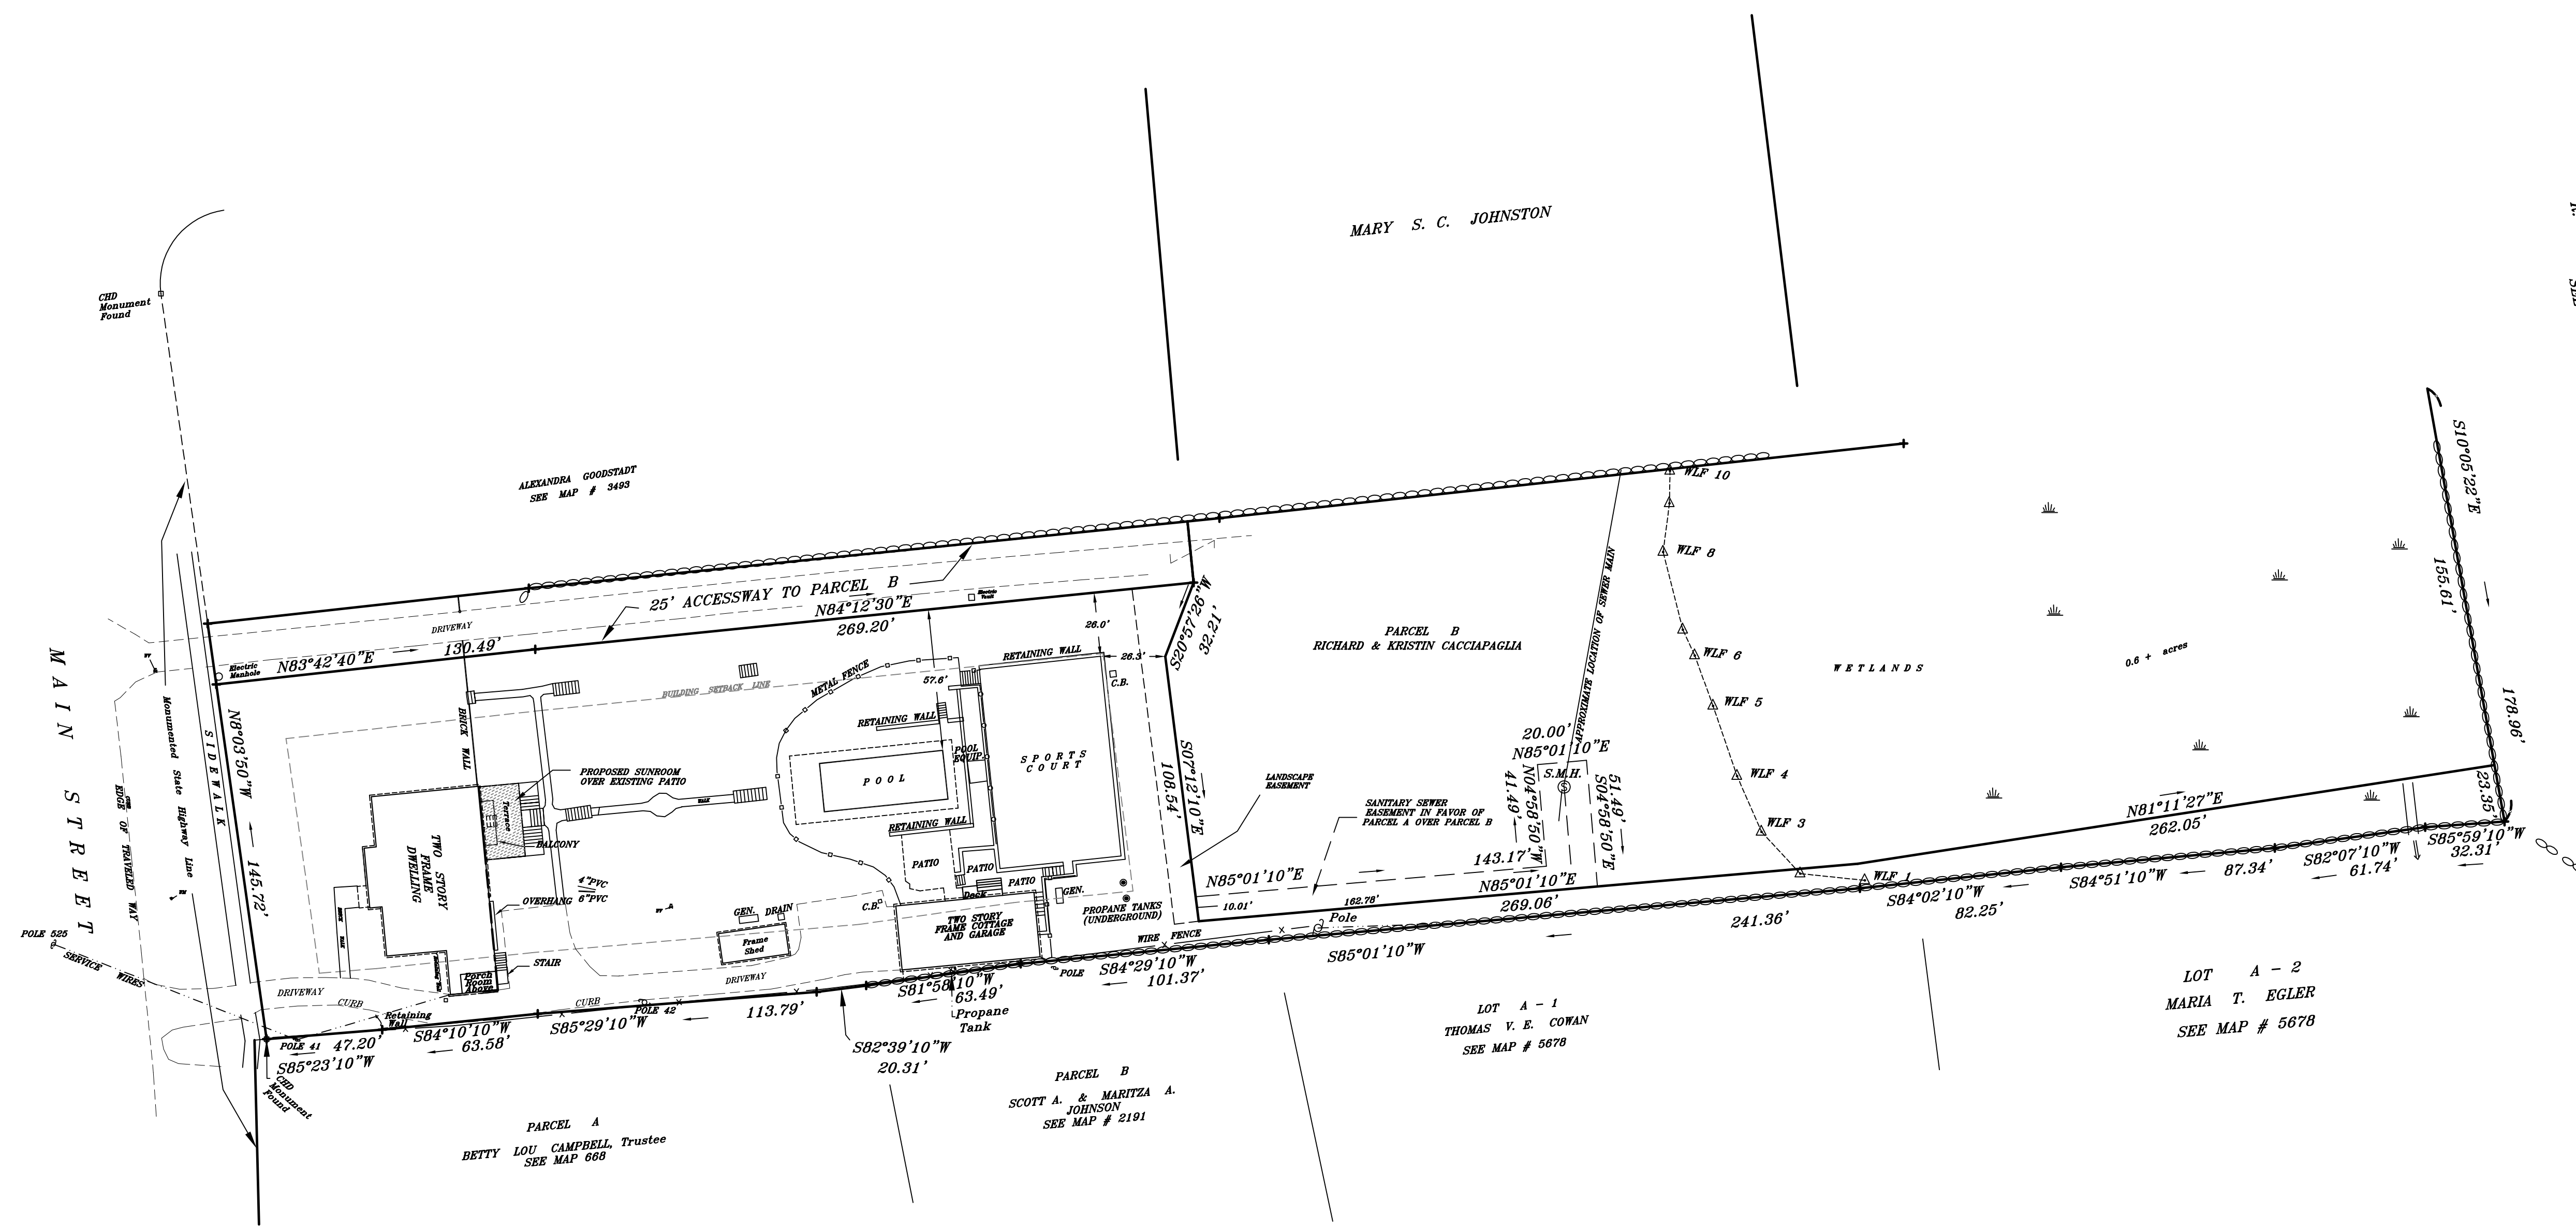 MARY S. C. JOHNSTON
CHD
Monument
Found
ALEXANDRA GOODSTADT
SEE MAP # 3493
MAIN STREET
EDGE OF TRAVELED WAY
Monumented State Highway Line
SIDEWALK
POLE 525
SERVICE WIRES
25' ACCESSWAY TO PARCEL B
DRIVEWAY
N83°42'40"E
130.49'
N84°12'30"E
269.20'
Electric
Manhole
Electric
Vault
N8°03'50"W
145.72'
BRICK WALL
BUILDING SETBACK LINE
METAL FENCE
57.6'
26.0'
26.3'
RETAINING WALL
RETAINING WALL
RETAINING WALL
C.B.
POOL
POOL
EQUIP.
SPORTS
COURT
PROPOSED SUNROOM
OVER EXISTING PATIO
Terrace
WALK
BALCONY
TWO STORY
FRAME
DWELLING
OVERHANG
4"PVC
6"PVC
GEN.
DRAIN
Frame
Shed
C.B.
PATIO
PATIO
PATIO
Deck
GEN.
TWO STORY
FRAME COTTAGE
AND GARAGE
PROPANE TANKS
(UNDERGROUND)
STAIR
Porch
Room
Above
DRIVEWAY
CURB
Retaining
Wall
CURB
DRIVEWAY
POLE 41
47.20'
S85°23'10"W
S84°10'10"W
63.58'
S85°29'10"W
POLE 42
113.79'
S82°39'10"W
20.31'
S81°58'10"W
63.49'
Propane
Tank
POLE
S84°29'10"W
101.37'
WIRE FENCE
Pole
S85°01'10"W
241.36'
S84°02'10"W
82.25'
S84°51'10"W
87.34'
S82°07'10"W
61.74'
S85°59'10"W
32.31'
CHD
Monument
Found
S20°57'26"W
32.21'
S07°12'10"E
108.54'
LANDSCAPE
EASEMENT
SANITARY SEWER
EASEMENT IN FAVOR OF
PARCEL A OVER PARCEL B
PARCEL B
RICHARD & KRISTIN CACCIAPAGLIA
APPROXIMATE LOCATION OF SEWER MAIN
20.00'
N85°01'10"E
S.M.H.
S
N04°58'50"W
41.49'
51.49'
S04°58'50"E
N85°01'10"E
143.17'
N85°01'10"E
10.01'
162.78'
269.06'
WLF 10
WLF 8
WLF 6
WLF 5
WLF 4
WLF 3
WLF 1
WETLANDS
0.6 + acres
N81°11'27"E
262.05'
S10°05'22"E
155.61'
178.96'
23.35'
PARCEL A
BETTY LOU CAMPBELL, Trustee
SEE MAP 668
PARCEL B
SCOTT A. & MARITZA A.
JOHNSON
SEE MAP # 2191
LOT A - 1
THOMAS V. E. COWAN
SEE MAP # 5678
LOT A - 2
MARIA T. EGLER
SEE MAP # 5678